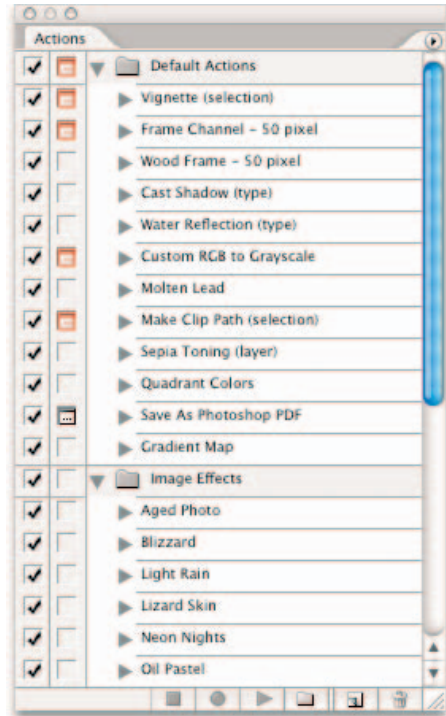 Actions
Default Actions
Vignette (selection)
Frame Channel – 50 pixel
Wood Frame – 50 pixel
Cast Shadow (type)
Water Reflection (type)
Custom RGB to Grayscale
Molten Lead
Make Clip Path (selection)
Sepia Toning (layer)
Quadrant Colors
Save As Photoshop PDF
Gradient Map
Image Effects
Aged Photo
Blizzard
Light Rain
Lizard Skin
Neon Nights
Oil Pastel